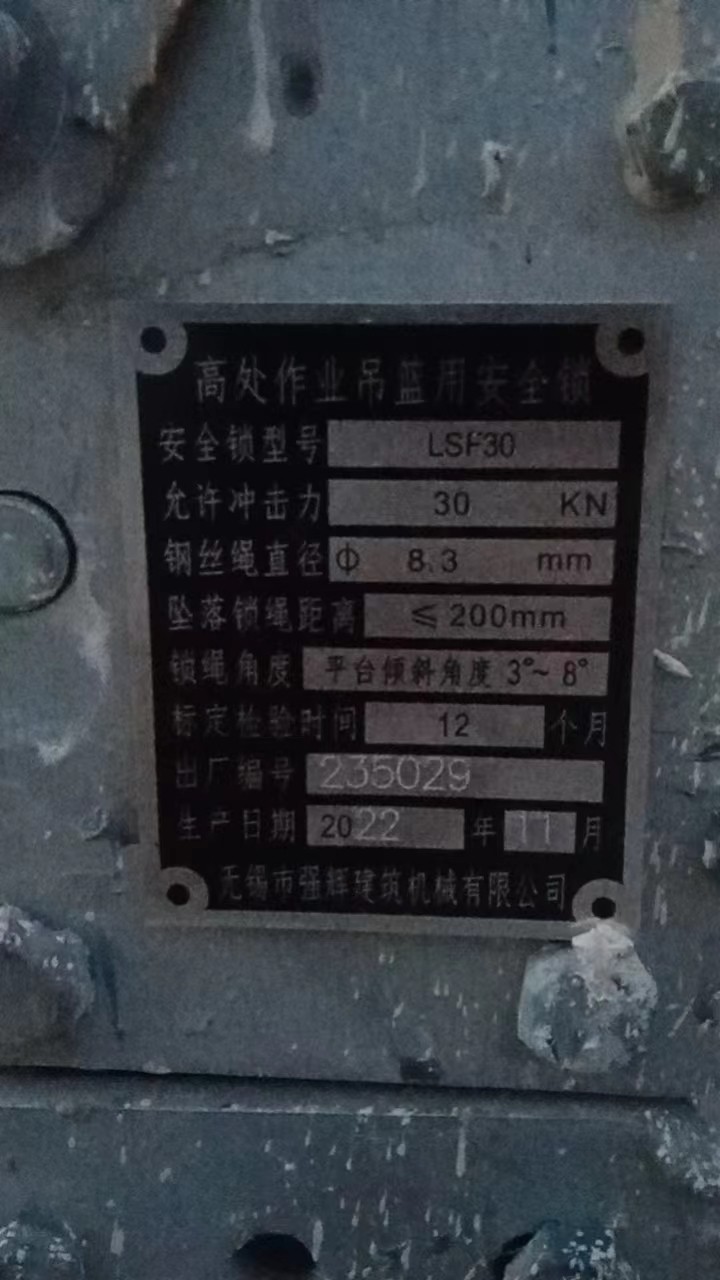 高处作业吊篮用安全锁
安全锁型号 LSF30
允许冲击力 30 KN
钢丝绳直径 Φ 8.3 mm
坠落锁绳距离 ≤200mm
锁绳角度 平台倾斜角度 3°~ 8°
标定检验时间 12 个月
出厂编号 235029
生产日期 2022 年 11 月
无锡市强辉建筑机械有限公司